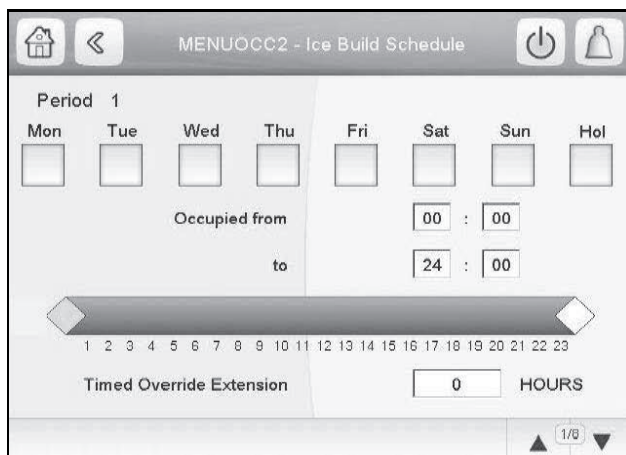 MENUOCC2 - Ice Build Schedule
Period 1
Mon Tue Wed Thu Fri Sat Sun Hol
Occupied from 00 : 00
to 24 : 00
1 2 3 4 5 6 7 8 9 10 11 12 13 14 15 16 17 18 19 20 21 22 23
Timed Override Extension 0 HOURS
1/8